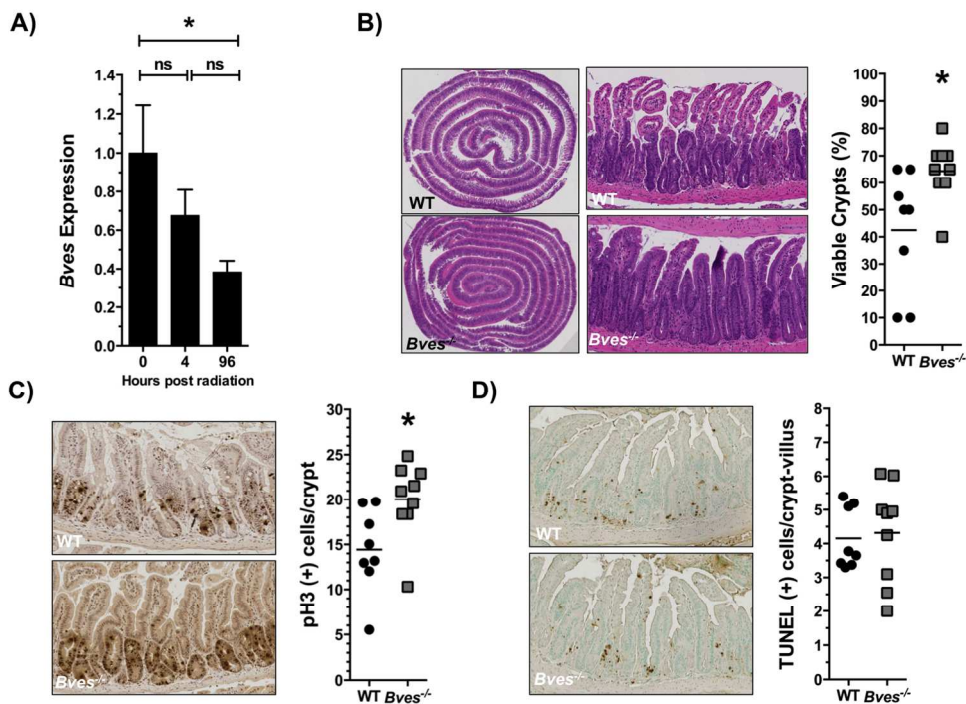 A)
*
ns ns
Bves Expression
1.4
1.2
1.0
0.8
0.6
0.4
0.2
0.0
0 4 96
Hours post radiation
B)
WT
Bves-/-
WT
Bves-/-
*
Viable Crypts (%)
100
90
80
70
60
50
40
30
20
10
0
WT Bves-/-
C)
WT
Bves-/-
*
pH3 (+) cells/crypt
30
25
20
15
10
5
0
WT Bves-/-
D)
WT
Bves-/-
TUNEL (+) cells/crypt-villus
8
7
6
5
4
3
2
1
0
WT Bves-/-